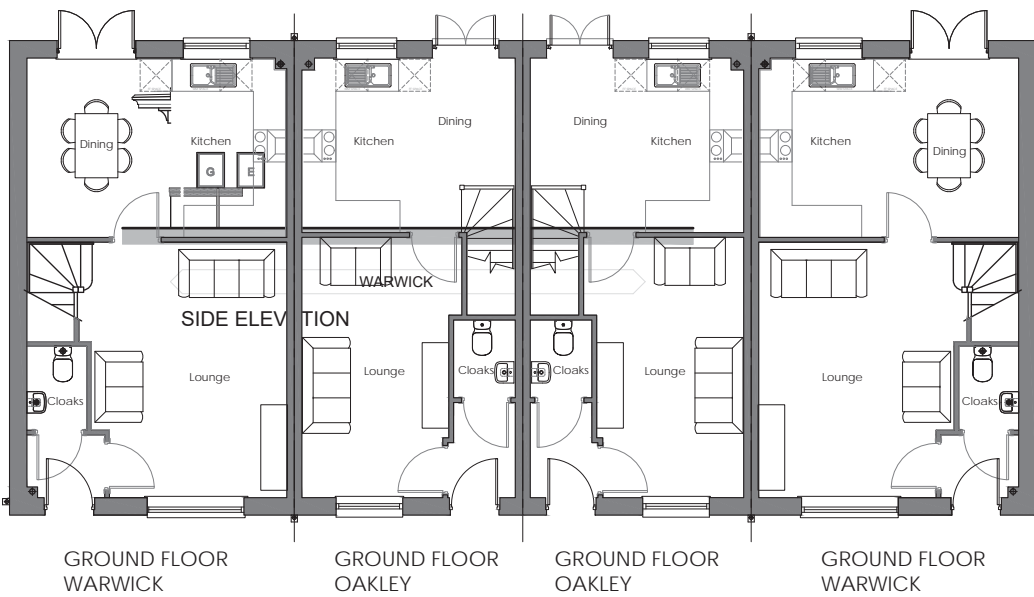 Dining
Kitchen
G
E
Kitchen
Dining
Dining
Kitchen
Kitchen
Dining
WARWICK
SIDE ELEVATION
Lounge
Lounge
Lounge
Lounge
Cloaks
Cloaks
Cloaks
Cloaks
GROUND FLOOR
WARWICK
GROUND FLOOR
OAKLEY
GROUND FLOOR
OAKLEY
GROUND FLOOR
WARWICK